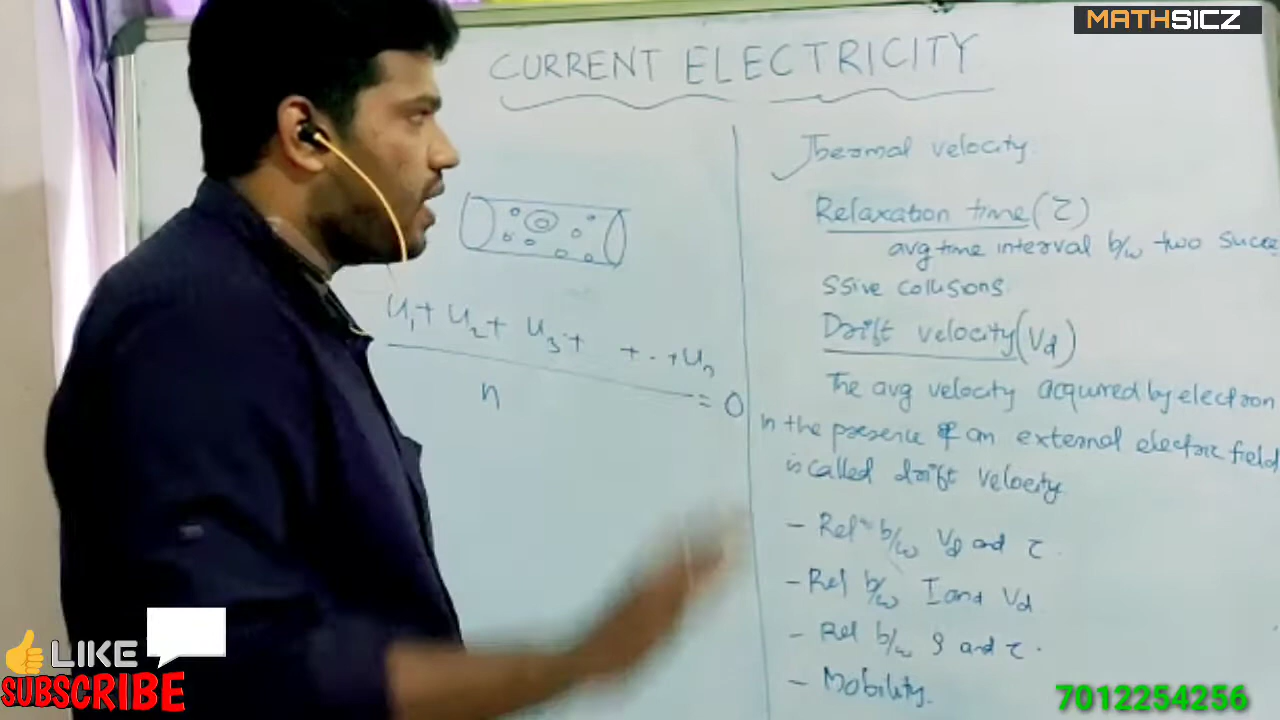 MATHSICZ
CURRENT ELECTRICITY
U1+ U2+ U3+ +..+Un
n
= 0
Thermal velocity.
Relaxation time (τ)
avg time interval b/w two succe
ssive collusions.
Drift velocity (Vd)
The avg velocity acquired by electron
in the presence of an external electric field
is called drift velocity
- Relⁿ b/w Vd and τ.
- Rel b/w I and Vd
- Rel b/w ρ and τ.
- Mobility.
LIKE
SUBSCRIBE
7012254256